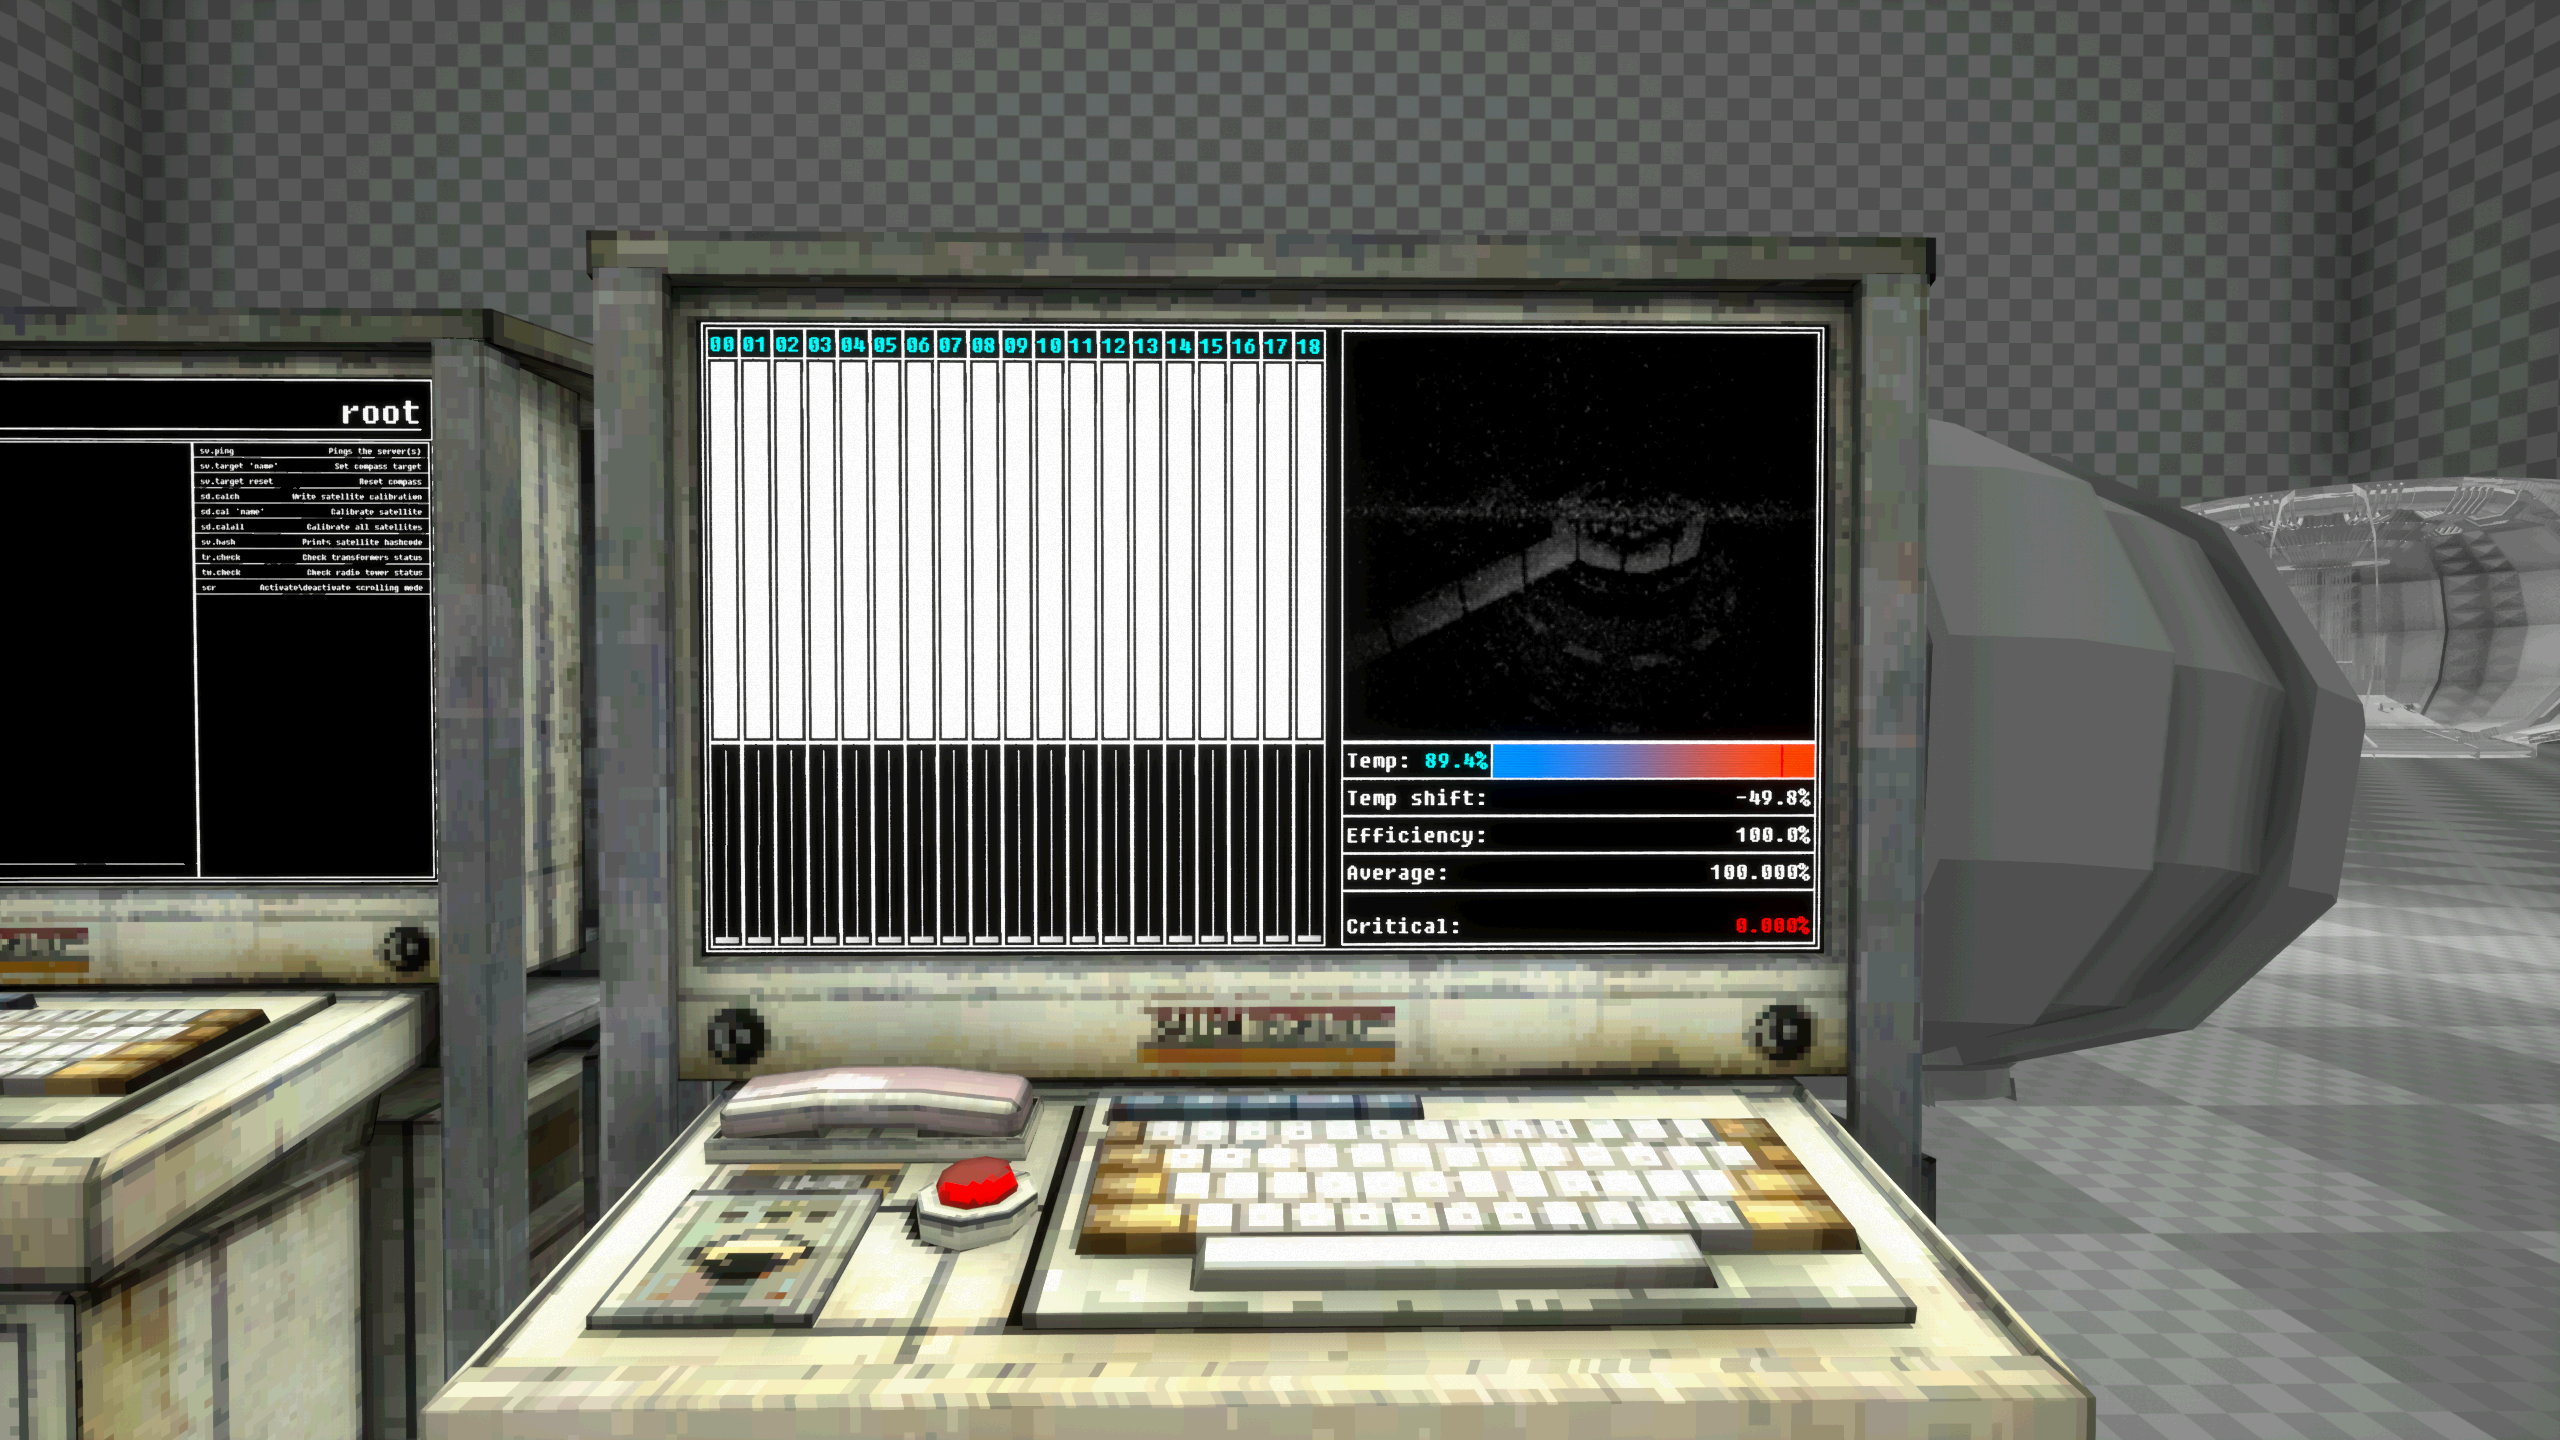 root
sv.ping Pings the server(s)
sv.target 'name' Set compass target
sv.target reset Reset compass
sd.calch Write satellite calibration
sd.cal 'name' Calibrate satellite
sd.calall Calibrate all satellites
sv.hash Prints satellite hashcode
tr.check Check transformers status
tw.check Check radio tower status
scr Activate\deactivate scrolling mode
00 01 02 03 04 05 06 07 08 09 10 11 12 13 14 15 16 17 18
Temp: 89.4%
Temp shift: -49.8%
Efficiency: 100.0%
Average: 100.000%
Critical: 0.000%